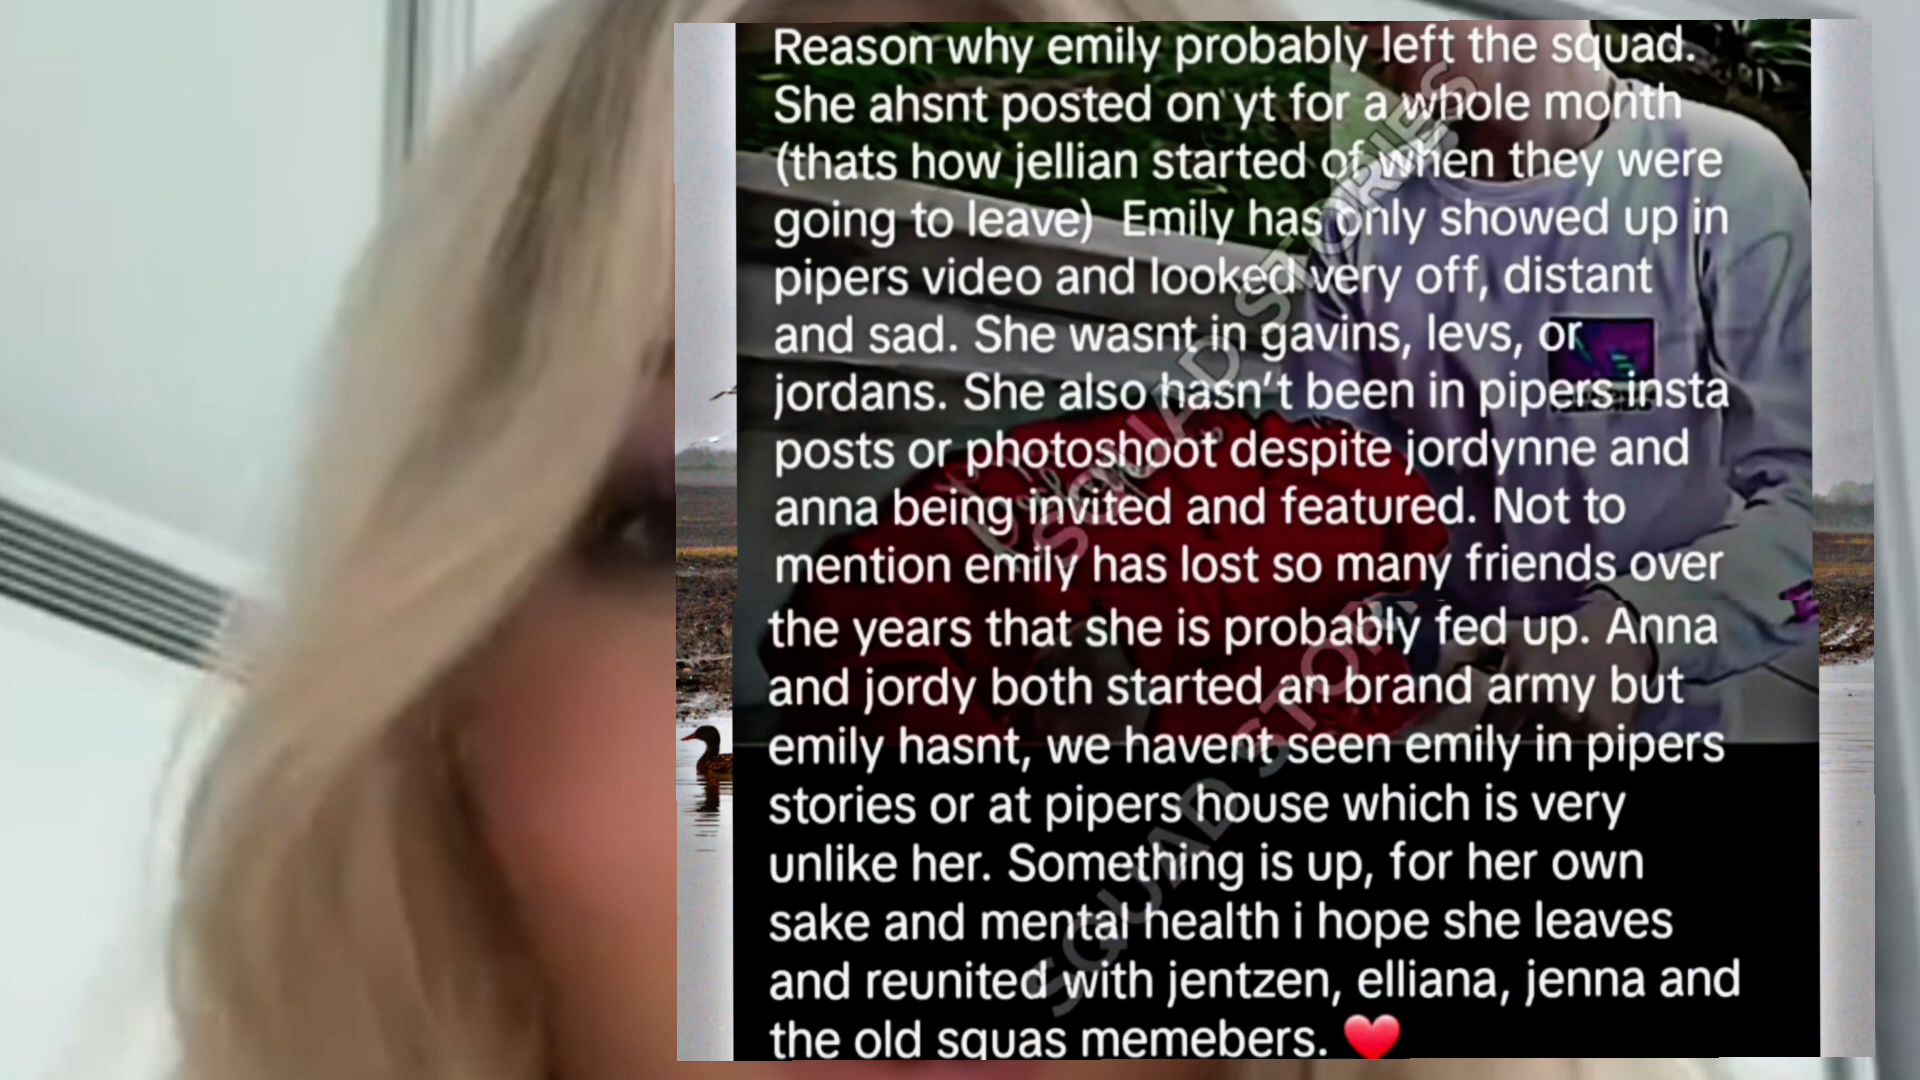 Reason why emily probably left the squad.
She ahsnt posted on yt for a whole month
(thats how jellian started of when they were
going to leave) Emily has only showed up in
pipers video and looked very off, distant
and sad. She wasnt in gavins, levs, or
jordans. She also hasn't been in pipers insta
posts or photoshoot despite jordynne and
anna being invited and featured. Not to
mention emily has lost so many friends over
the years that she is probably fed up. Anna
and jordy both started an brand army but
emily hasnt, we havent seen emily in pipers
stories or at pipers house which is very
unlike her. Something is up, for her own
sake and mental health i hope she leaves
and reunited with jentzen, elliana, jenna and
the old squas memebers. ❤️
SQUAD STORIES
SQUAD STORIES